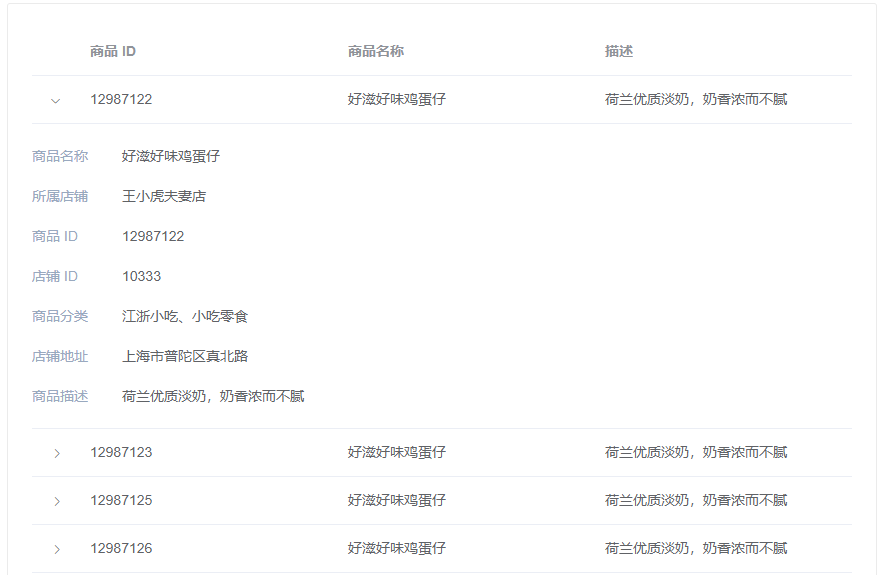 商品 ID 商品名称 描述
12987122 好滋好味鸡蛋仔 荷兰优质淡奶，奶香浓而不腻
商品名称 好滋好味鸡蛋仔
所属店铺 王小虎夫妻店
商品 ID 12987122
店铺 ID 10333
商品分类 江浙小吃、小吃零食
店铺地址 上海市普陀区真北路
商品描述 荷兰优质淡奶，奶香浓而不腻
12987123 好滋好味鸡蛋仔 荷兰优质淡奶，奶香浓而不腻
12987125 好滋好味鸡蛋仔 荷兰优质淡奶，奶香浓而不腻
12987126 好滋好味鸡蛋仔 荷兰优质淡奶，奶香浓而不腻